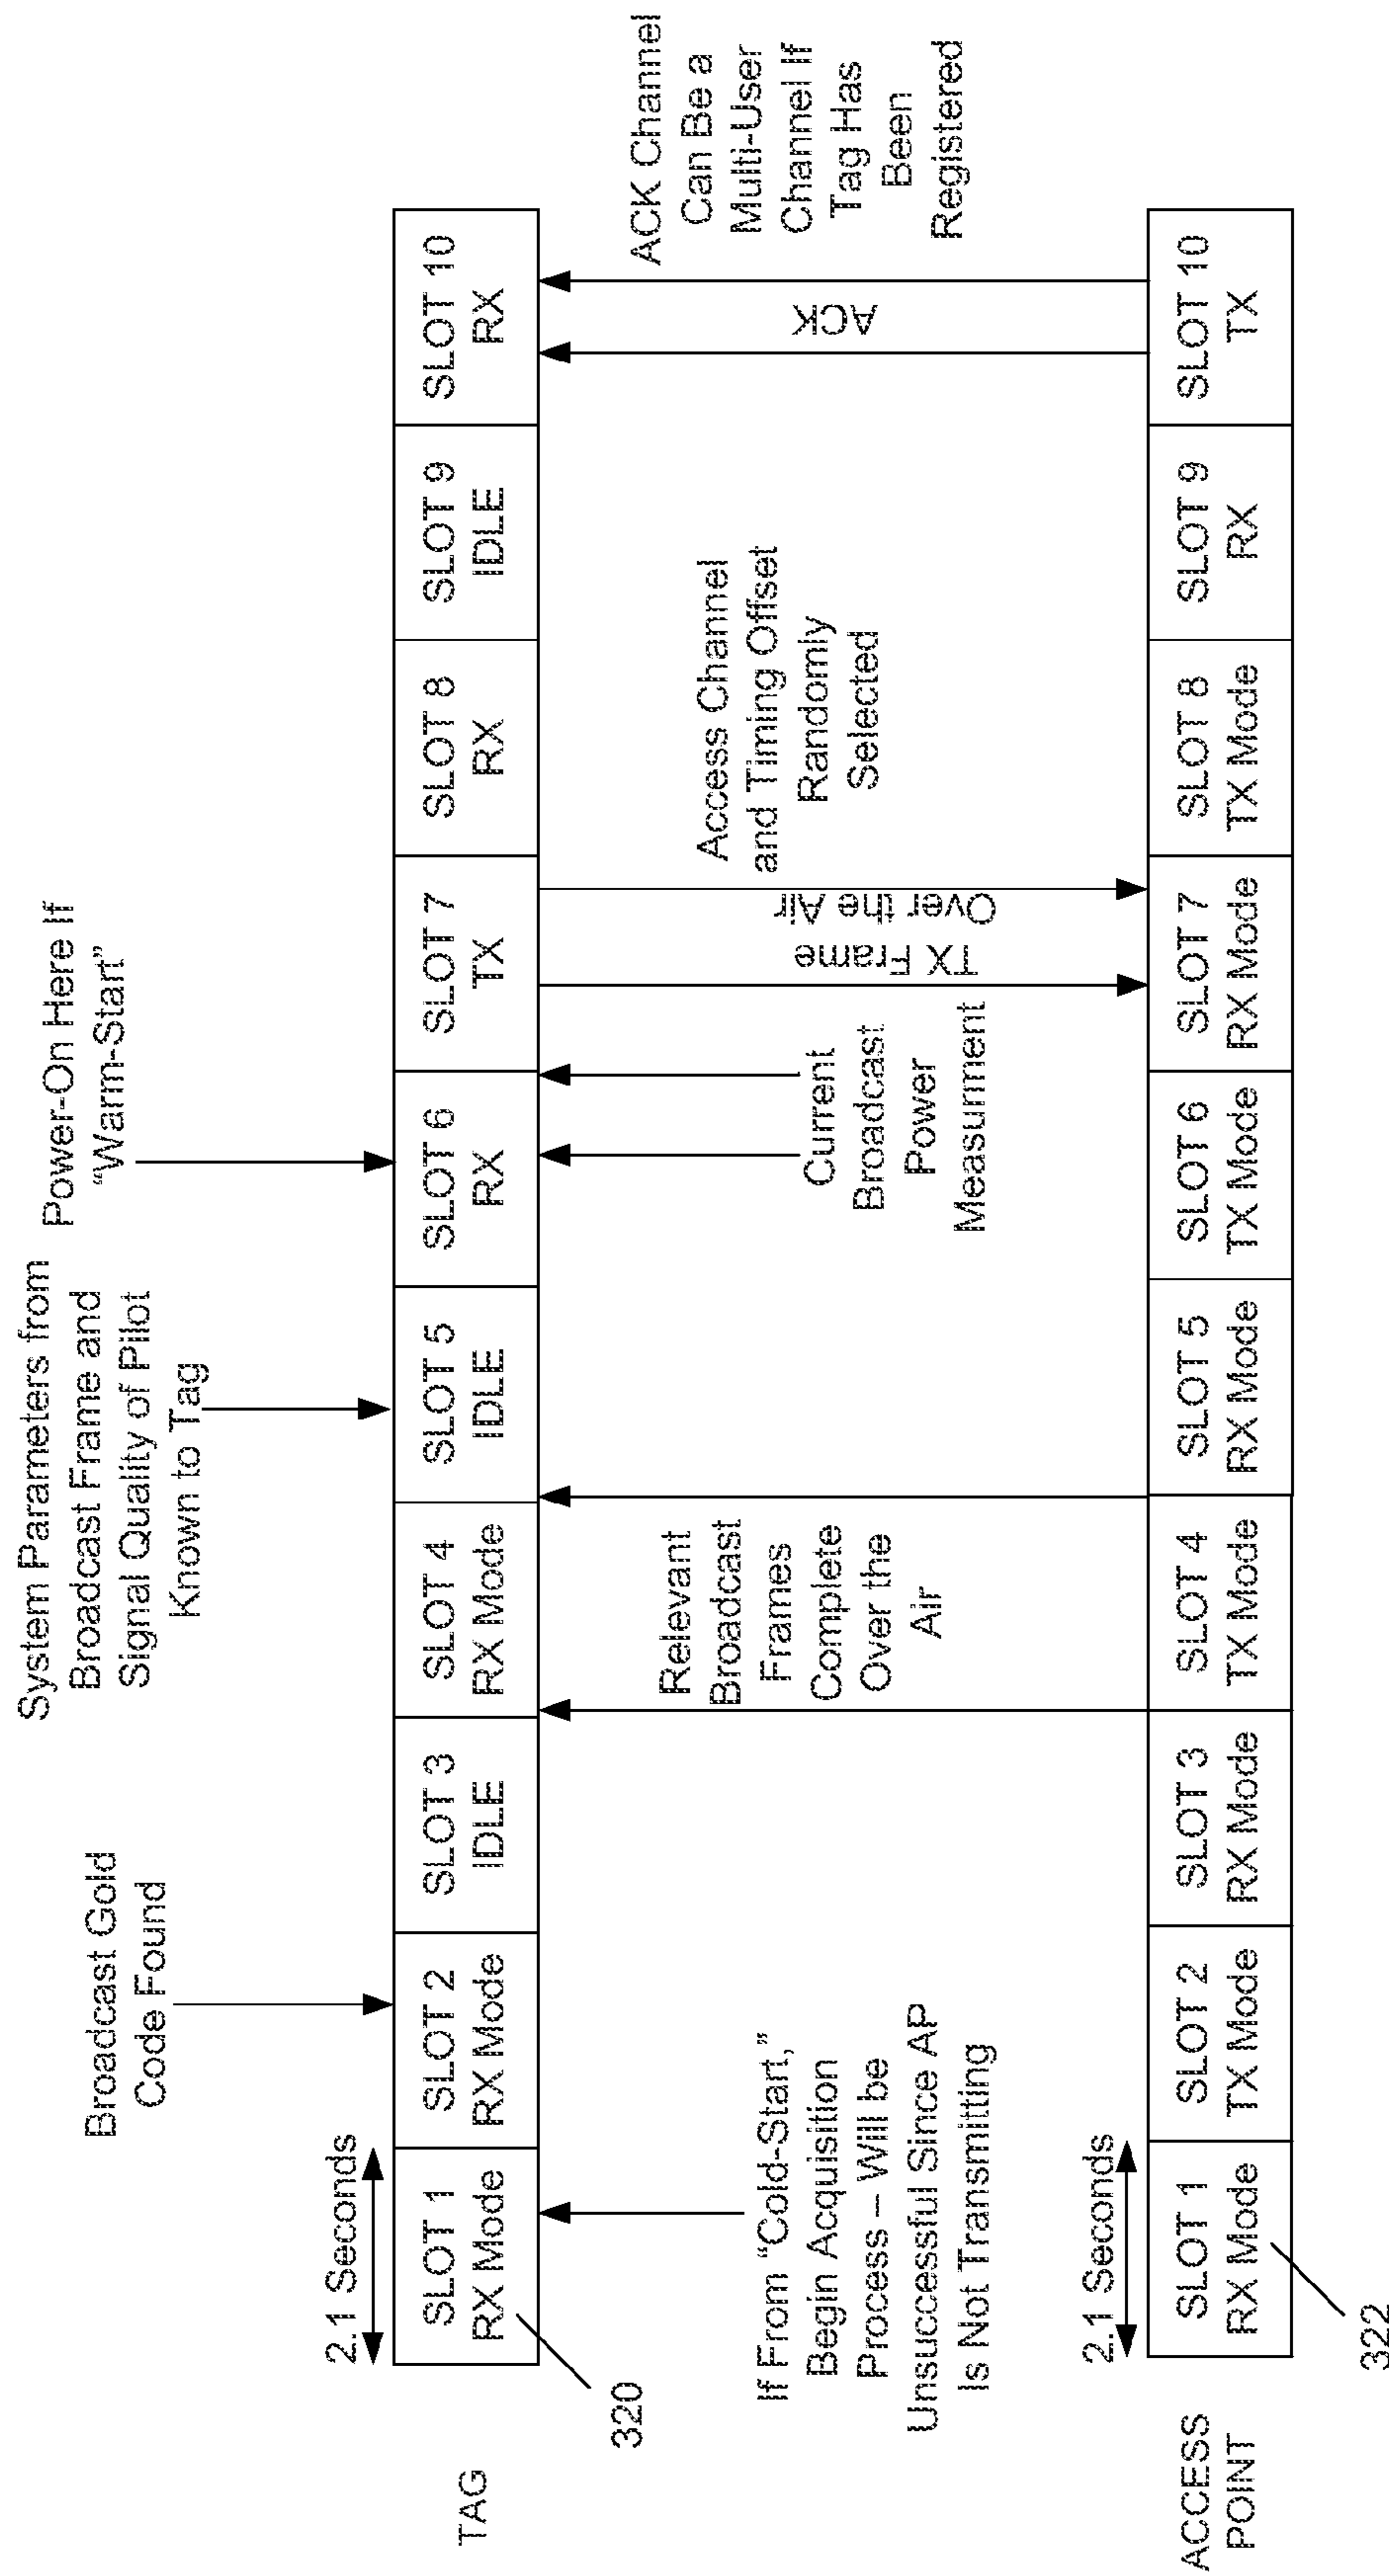 System Parameters from
Broadcast Frame and
Signal Quality of Pilot
Known to Tag
Power-On Here If
“Warm-Start”
Broadcast Gold
Code Found
2.1 Seconds
TAG
SLOT 1
RX Mode
SLOT 2
RX Mode
SLOT 3
IDLE
SLOT 4
RX Mode
SLOT 5
IDLE
SLOT 6
RX
SLOT 7
TX
SLOT 8
RX
SLOT 9
IDLE
SLOT 10
RX
320
If From “Cold-Start,”
Begin Acquisition
Process – Will be
Unsuccessful Since AP
Is Not Transmitting
Relevant
Broadcast
Frames
Complete
Over the
Air
Current
Broadcast
Power
Measurment
TX Frame
Over the Air
Access Channel
and Timing Offset
Randomly
Selected
ACK
ACK Channel
Can Be a
Multi-User
Channel If
Tag Has
Been
Registered
2.1 Seconds
ACCESS
POINT
SLOT 1
RX Mode
SLOT 2
TX Mode
SLOT 3
RX Mode
SLOT 4
TX Mode
SLOT 5
RX Mode
SLOT 6
TX Mode
SLOT 7
RX Mode
SLOT 8
TX Mode
SLOT 9
RX
SLOT 10
TX
322